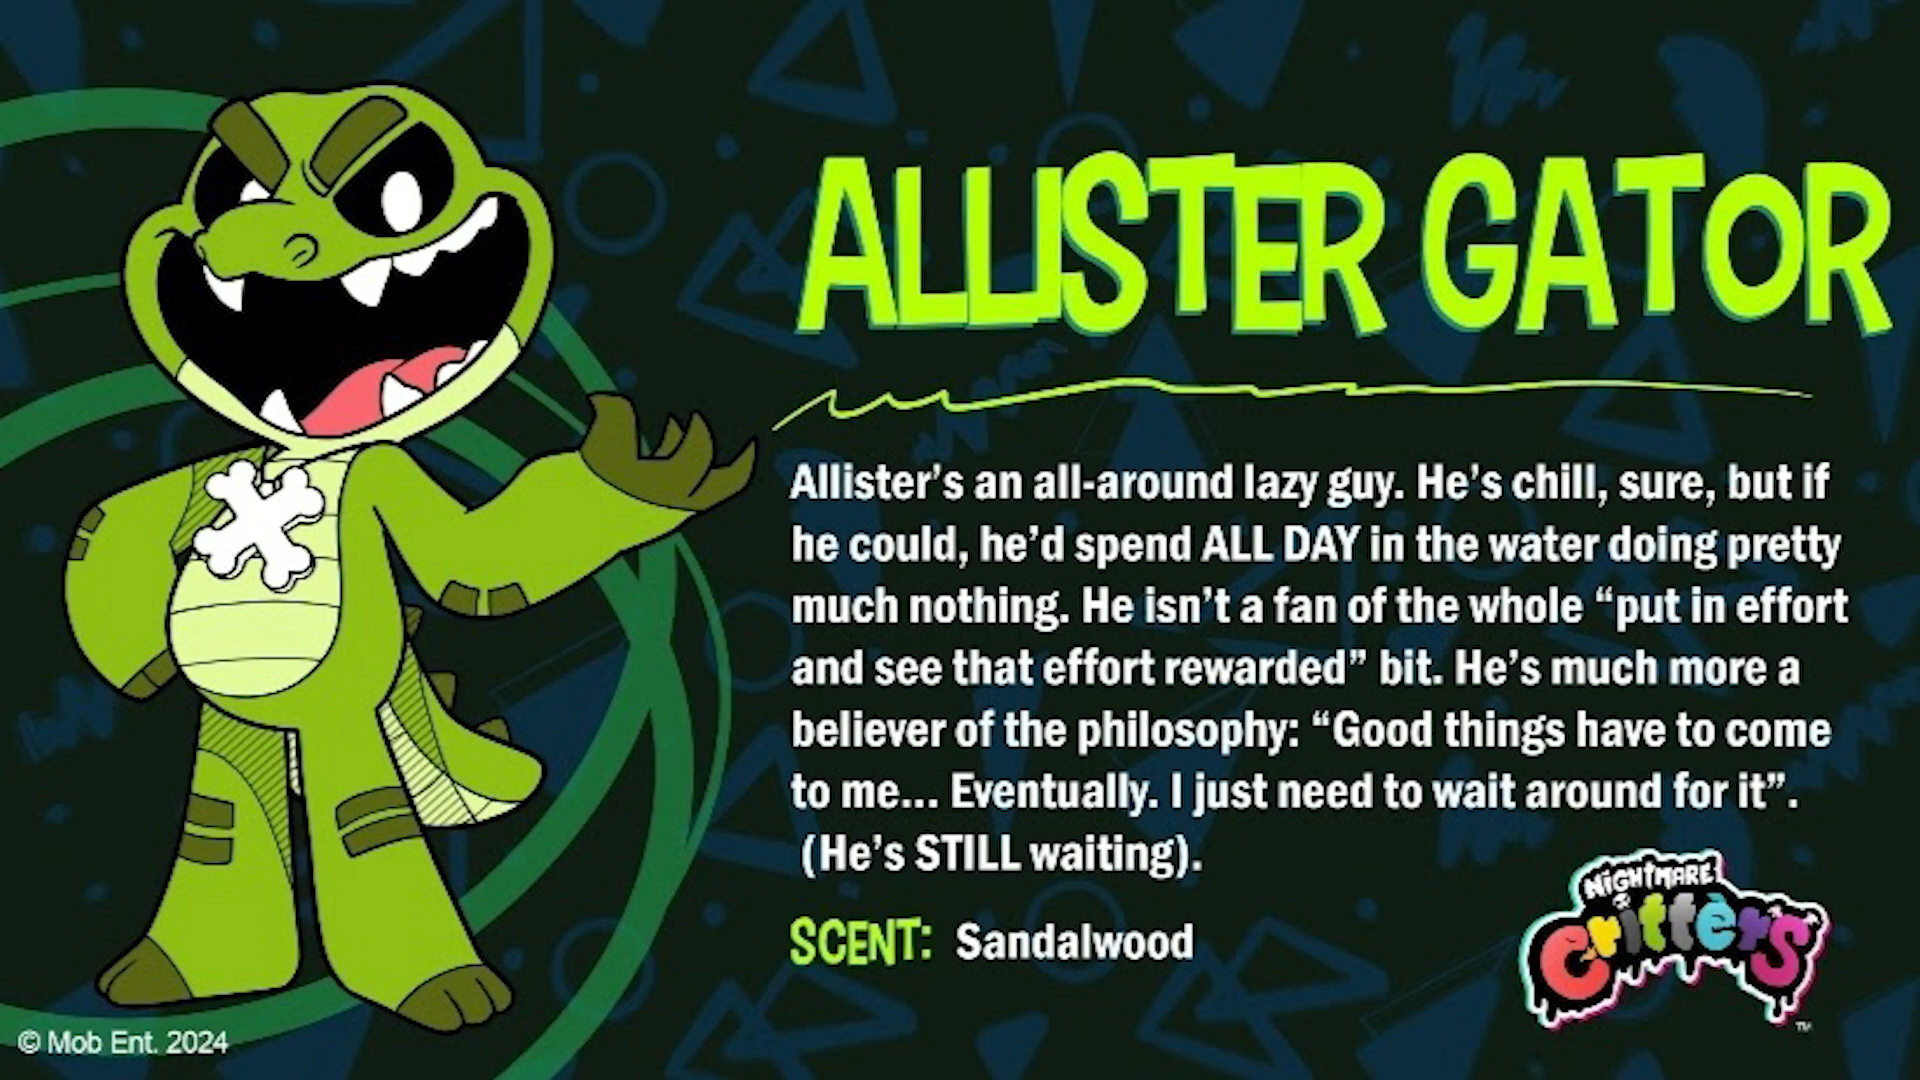 ALLISTER GATOR
Allister’s an all-around lazy guy. He’s chill, sure, but if
he could, he’d spend ALL DAY in the water doing pretty
much nothing. He isn’t a fan of the whole “put in effort
and see that effort rewarded” bit. He’s much more a
believer of the philosophy: “Good things have to come
to me... Eventually. I just need to wait around for it”.
(He’s STILL waiting).
SCENT: Sandalwood
NIGHTMARE
Crittèrs
TM
© Mob Ent. 2024